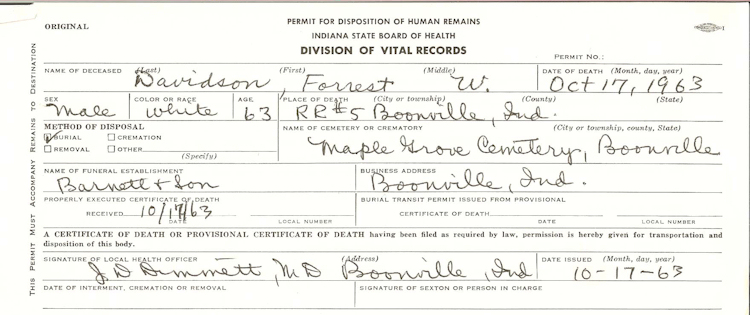 ORIGINAL
PERMIT FOR DISPOSITION OF HUMAN REMAINS
INDIANA STATE BOARD OF HEALTH
DIVISION OF VITAL RECORDS
PERMIT NO.:
NAME OF DECEASED (Last) (First) (Middle) DATE OF DEATH (Month, day, year)
Davidson, Forrest W. Oct 17, 1963
SEX COLOR OR RACE AGE PLACE OF DEATH (City or township) (County) (State)
Male White 63 RR#5 Boonville, Ind.
METHOD OF DISPOSAL NAME OF CEMETERY OR CREMATORY (City or township, county, State)
BURIAL CREMATION
REMOVAL OTHER
(Specify)
Maple Grove Cemetery, Boonville
NAME OF FUNERAL ESTABLISHMENT BUSINESS ADDRESS
Barnett & Son Boonville, Ind.
PROPERLY EXECUTED CERTIFICATE OF DEATH BURIAL TRANSIT PERMIT ISSUED FROM PROVISIONAL
RECEIVED 10/17/63 CERTIFICATE OF DEATH
DATE LOCAL NUMBER DATE LOCAL NUMBER
A CERTIFICATE OF DEATH OR PROVISIONAL CERTIFICATE OF DEATH having been filed as required by law, permission is hereby given for transportation and
disposition of this body.
SIGNATURE OF LOCAL HEALTH OFFICER (Address) DATE ISSUED (Month, day, year)
J D Dimmett, MD Boonville, Ind 10-17-63
DATE OF INTERMENT, CREMATION OR REMOVAL SIGNATURE OF SEXTON OR PERSON IN CHARGE
THIS PERMIT MUST ACCOMPANY REMAINS TO DESTINATION